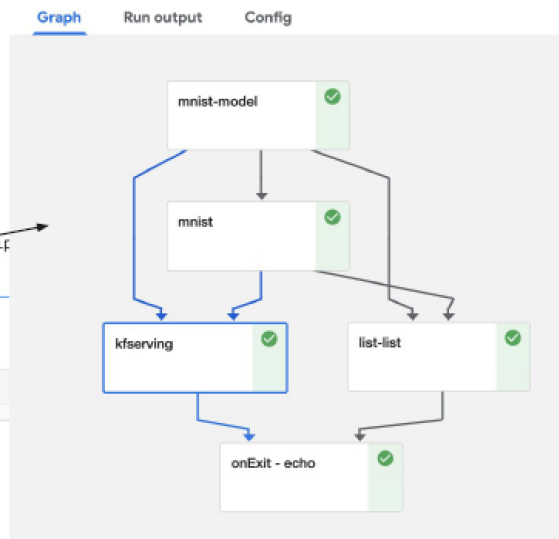 Graph Run output Config
mnist-model
mnist
kfserving list-list
onExit - echo